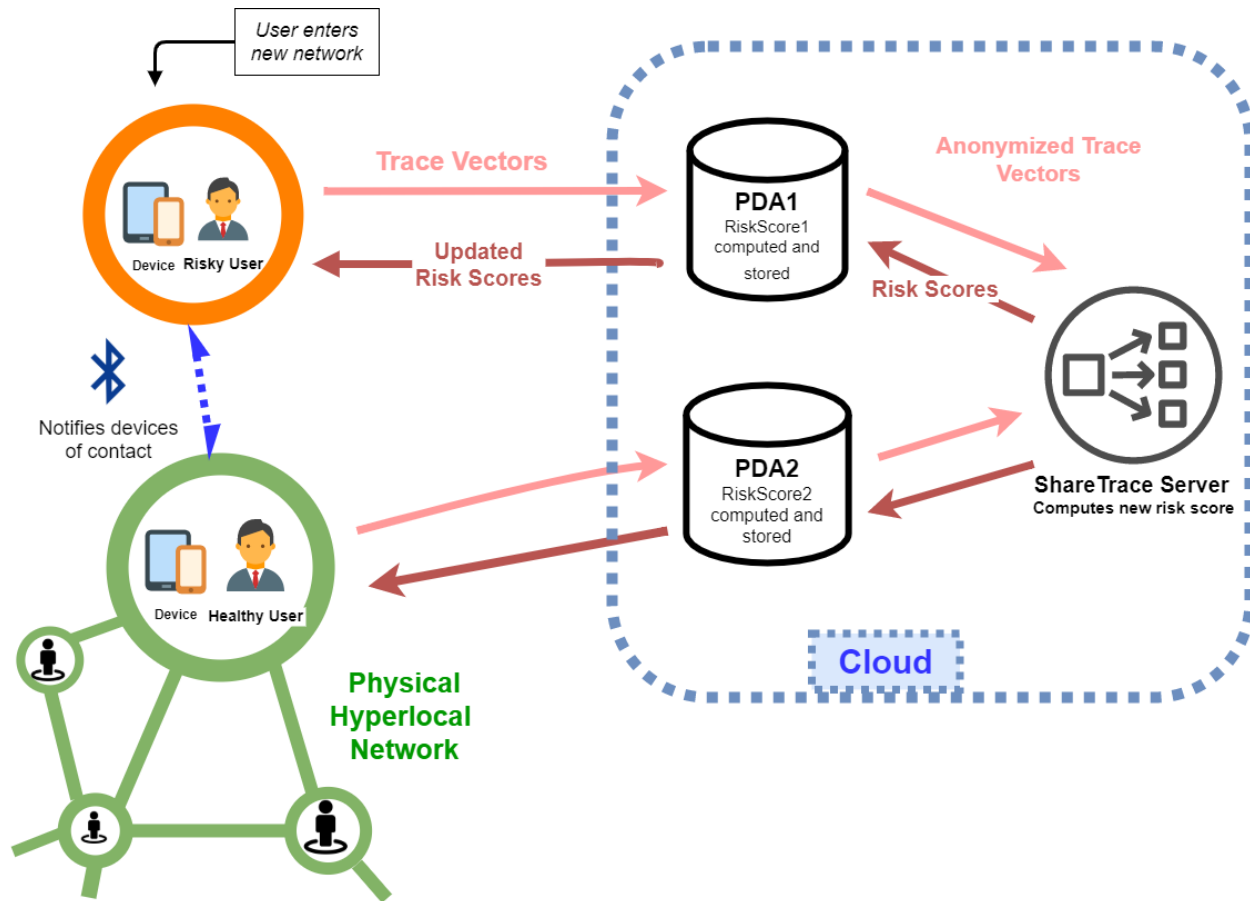 User enters
new network
Trace Vectors
Anonymized Trace
Vectors
PDA1
RiskScore1
computed and
stored
Device
Risky User
Updated
Risk Scores
Risk Scores
Notifies devices
of contact
PDA2
RiskScore2
computed and
stored
ShareTrace Server
Computes new risk score
Device
Healthy User
Cloud
Physical
Hyperlocal
Network